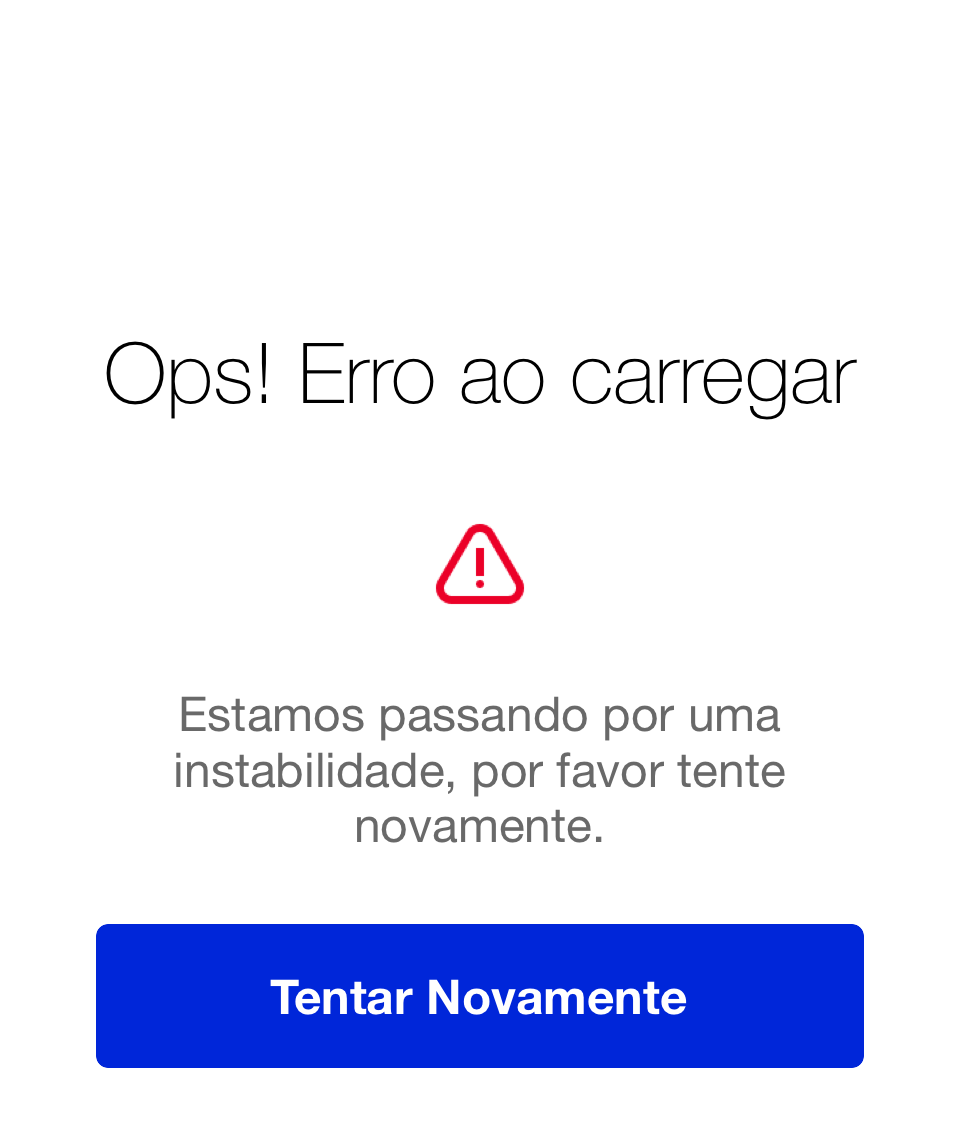 Ops! Erro ao carregar
Estamos passando por uma
instabilidade, por favor tente
novamente.
Tentar Novamente